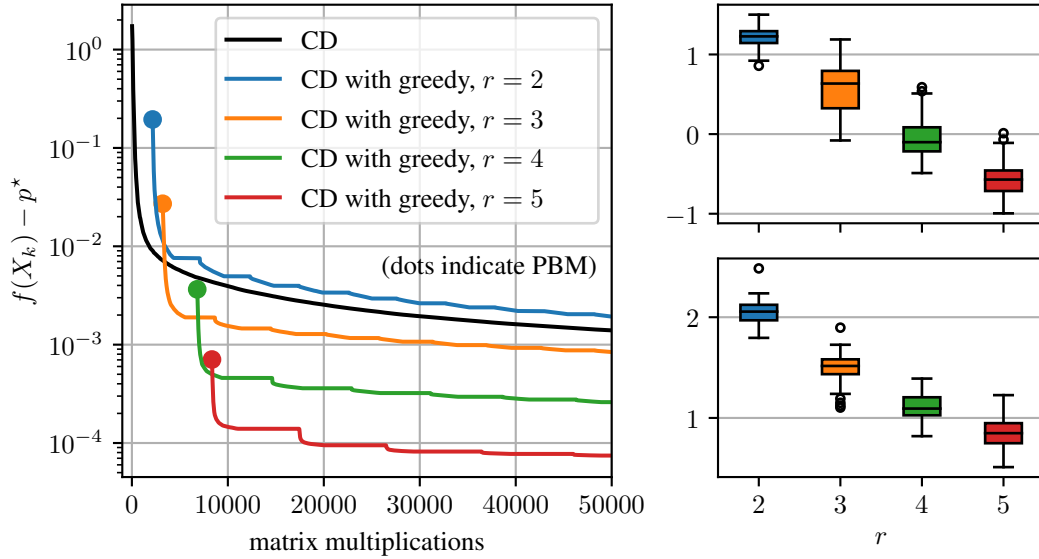 10⁰
10⁻¹
10⁻²
10⁻³
10⁻⁴
f(X_k) − p⋆
CD
CD with greedy, r = 2
CD with greedy, r = 3
CD with greedy, r = 4
CD with greedy, r = 5
(dots indicate PBM)
0 10000 20000 30000 40000 50000
matrix multiplications
1
0
−1
2
1
2 3 4 5
r